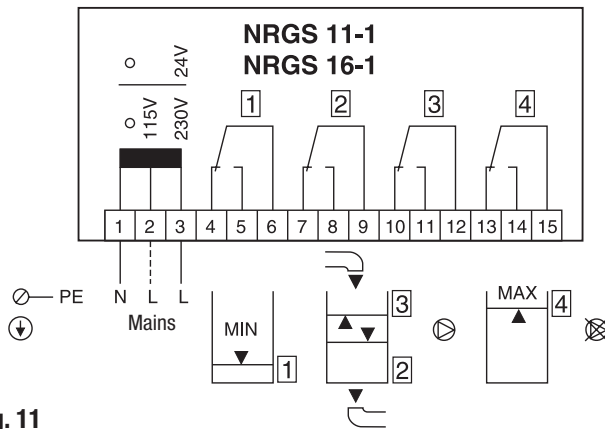 NRGS 11-1
NRGS 16-1
24V
115V
230V
1 2 3 4
1 2 3 4 5 6 7 8 9 10 11 12 13 14 15
PE N L L
Mains
MIN
1
3
2
MAX
4
. 11